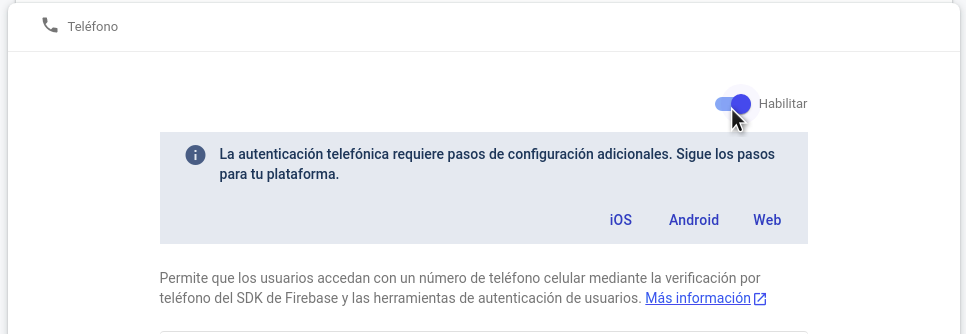 Teléfono
Habilitar
La autenticación telefónica requiere pasos de configuración adicionales. Sigue los pasos
para tu plataforma.
iOS Android Web
Permite que los usuarios accedan con un número de teléfono celular mediante la verificación por
teléfono del SDK de Firebase y las herramientas de autenticación de usuarios. Más información